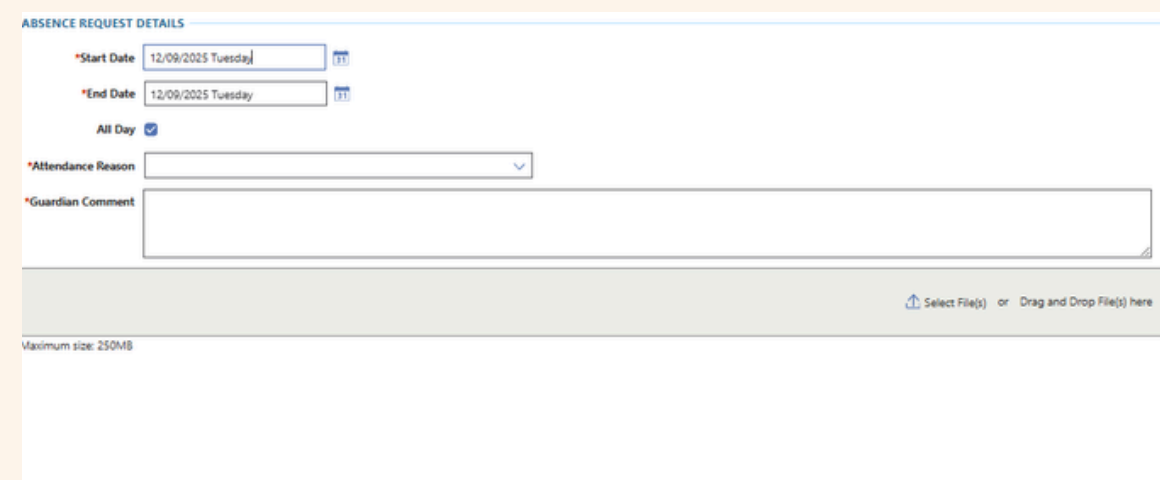 ABSENCE REQUEST DETAILS
*Start Date 12/09/2025 Tuesday
*End Date 12/09/2025 Tuesday
All Day
*Attendance Reason
*Guardian Comment
Select File(s) or Drag and Drop File(s) here
Maximum size: 250MB